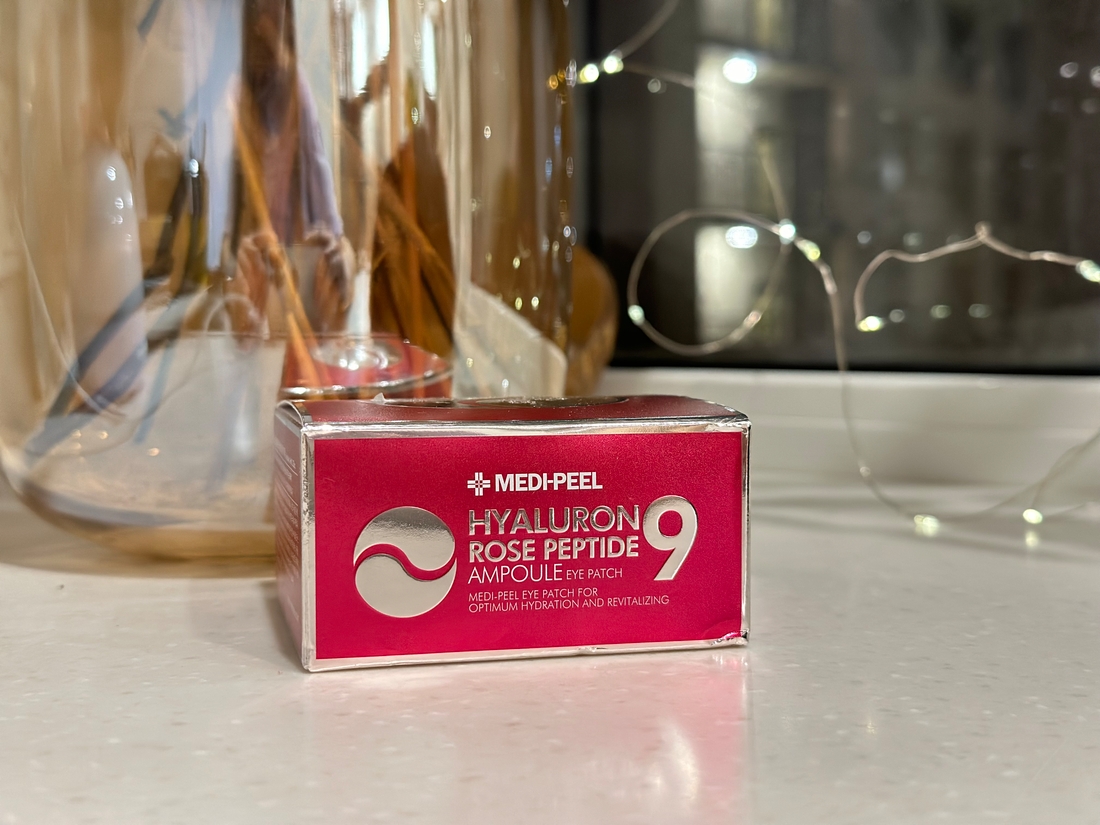 MEDI-PEEL
HYALURON
ROSE PEPTIDE 9
AMPOULE EYE PATCH
MEDI-PEEL EYE PATCH FOR
OPTIMUM HYDRATION AND REVITALIZING